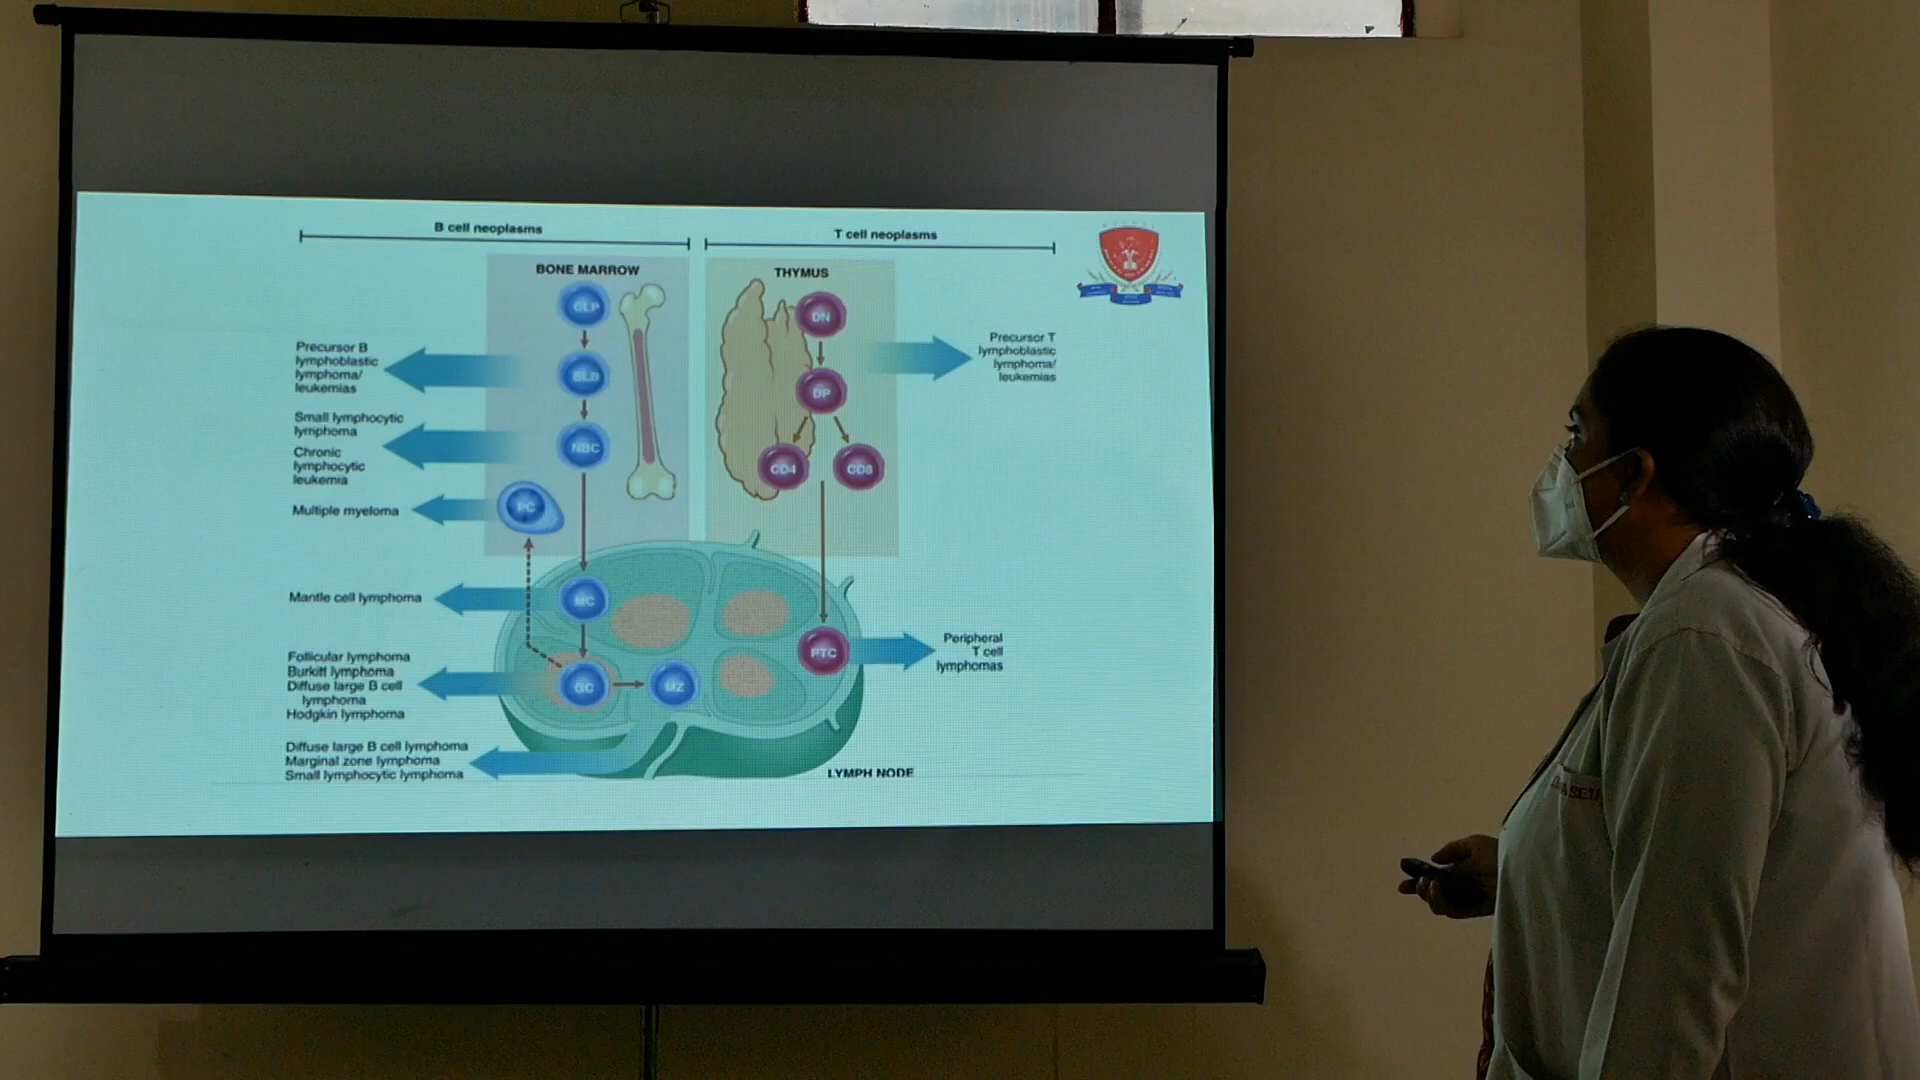 B cell neoplasms
T cell neoplasms
BONE MARROW
THYMUS
CLP
DN
Precursor B
lymphoblastic
lymphoma/
leukemias
BLB
Precursor T
lymphoblastic
lymphoma/
leukemias
DP
Small lymphocytic
lymphoma
Chronic
lymphocytic
leukemia
NBC
CD4
CD8
Multiple myeloma
PC
Mantle cell lymphoma
MC
Follicular lymphoma
Burkitt lymphoma
Diffuse large B cell
lymphoma
Hodgkin lymphoma
GC
MZ
PTC
Peripheral
T cell
lymphomas
Diffuse large B cell lymphoma
Marginal zone lymphoma
Small lymphocytic lymphoma
LYMPH NODE